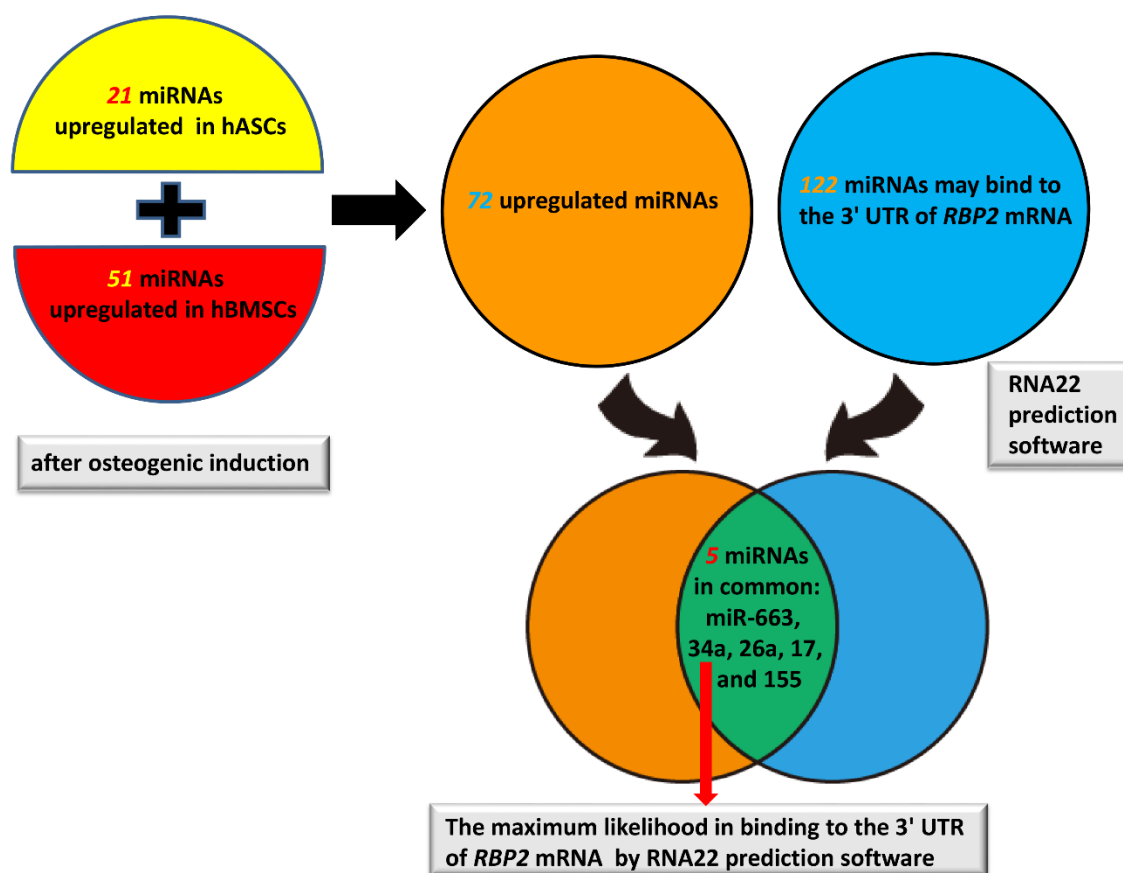 21 miRNAs
upregulated in hASCs
51 miRNAs
upregulated in hBMSCs
after osteogenic induction
72 upregulated miRNAs
122 miRNAs may bind to
the 3' UTR of RBP2 mRNA
RNA22
prediction
software
5 miRNAs
in common:
miR-663,
34a, 26a, 17,
and 155
The maximum likelihood in binding to the 3' UTR
of RBP2 mRNA by RNA22 prediction software